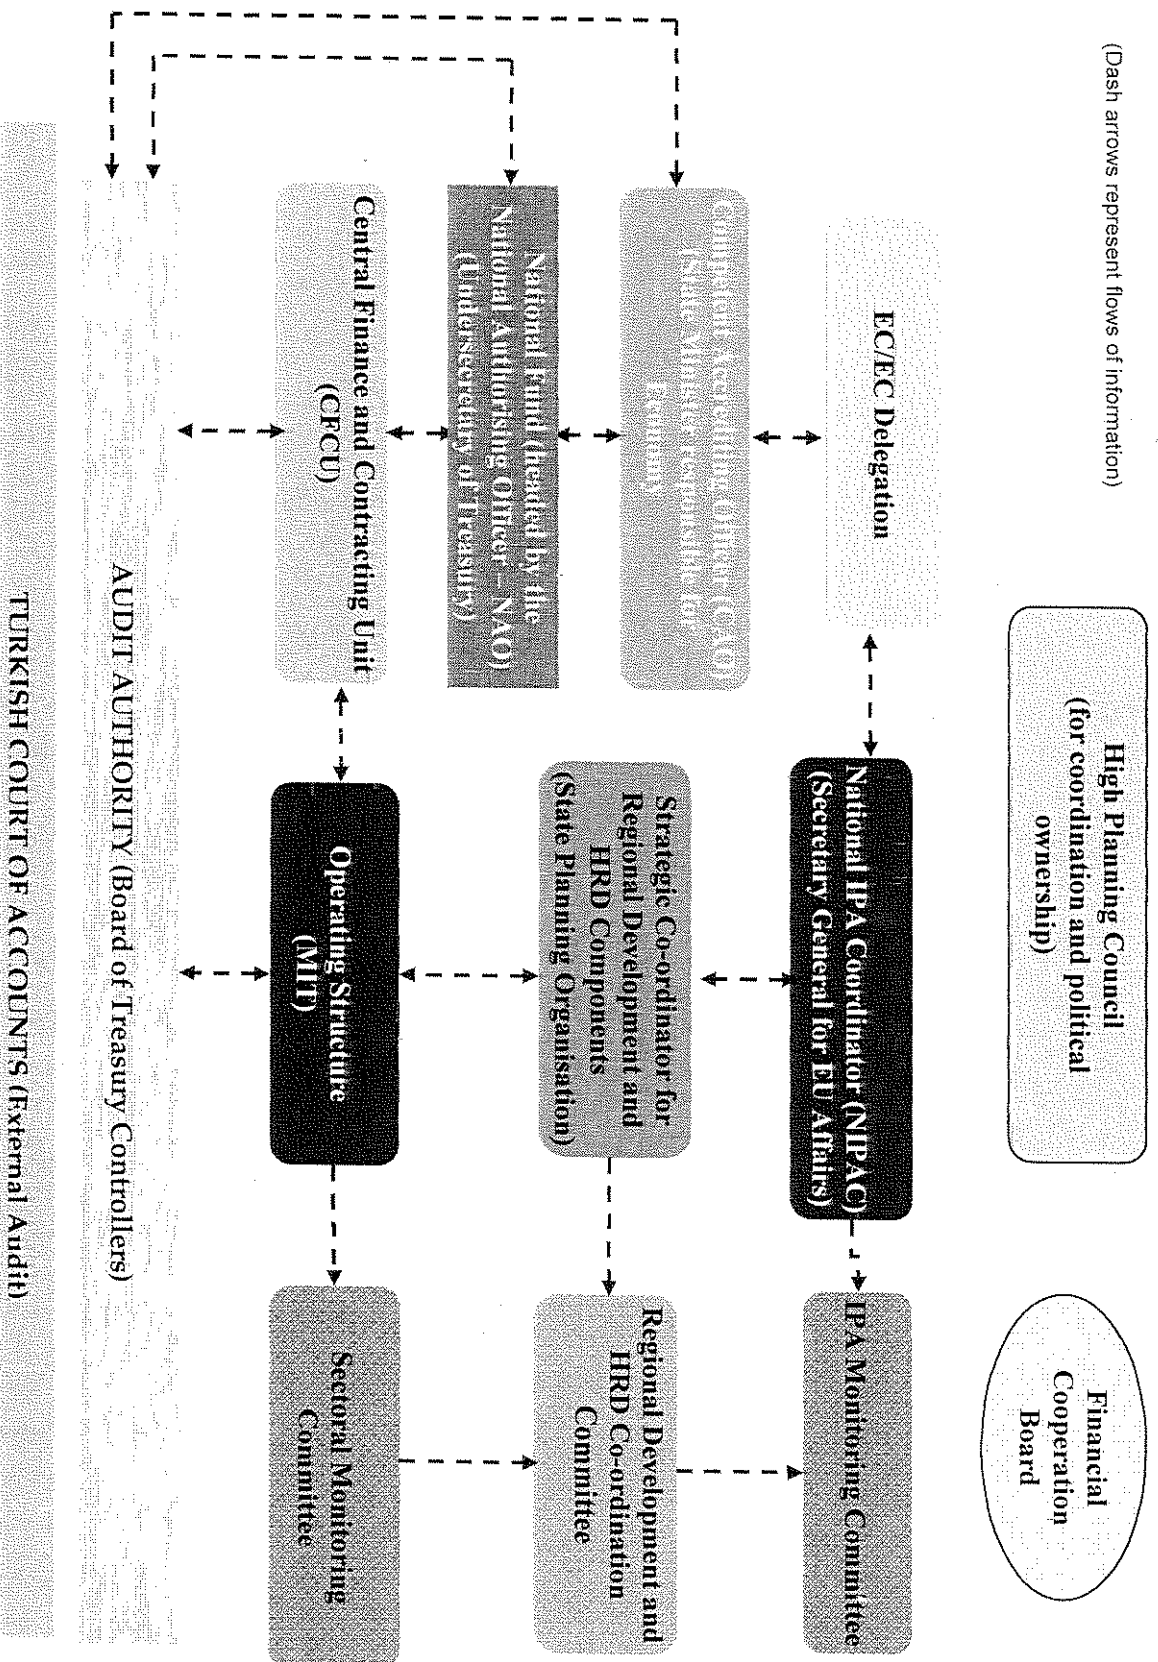 (Dash arrows represent flows of information)
High Planning Council
(for coordination and political
ownership)
Financial
Cooperation
Board
EC/EC Delegation
National IPA Coordinator (NIPAC)
(Secretary General for EU Affairs)
IPA Monitoring Committee
Competent Accrediting Officer (CAO)
(State Minister responsible for
Economy
Strategic Co-ordinator for
Regional Development and
HRD Components
(State Planning Organisation)
Regional Development and
HRD Co-ordination
Committee
National Fund (headed by the
National Authorising Officer – NAO)
(Undersecretary of Treasury)
Central Finance and Contracting Unit
(CFCU)
Operating Structure
(MIT)
Sectoral Monitoring
Committee
AUDIT AUTHORITY (Board of Treasury Controllers)
TURKISH COURT OF ACCOUNTS (External Audit)